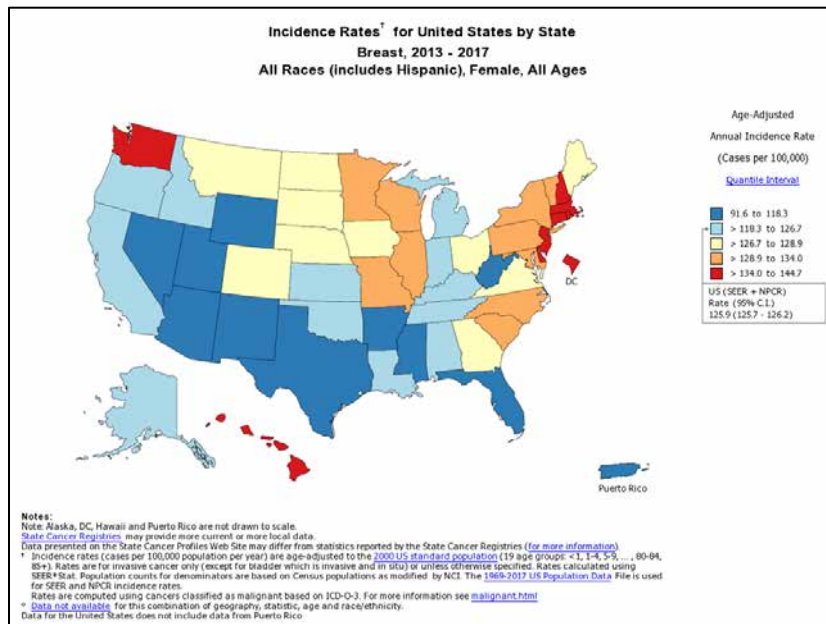 Incidence Rates† for United States by State
Breast, 2013 - 2017
All Races (includes Hispanic), Female, All Ages
Age-Adjusted
Annual Incidence Rate
(Cases per 100,000)
Quantile Interval
91.6 to 118.3
> 118.3 to 126.7
> 126.7 to 128.9
> 128.9 to 134.0
> 134.0 to 144.7
US (SEER + NPCR)
Rate (95% C.I.)
125.9 (125.7 - 126.2)
DC
Puerto Rico
Notes:
Note: Alaska, DC, Hawaii and Puerto Rico are not drawn to scale.
State Cancer Registries may provide more current or more local data.
Data presented on the State Cancer Profiles Web Site may differ from statistics reported by the State Cancer Registries (for more information).
† Incidence rates (cases per 100,000 population per year) are age-adjusted to the 2000 US standard population (19 age groups: <1, 1-4, 5-9, ... , 80-84,
85+). Rates are for invasive cancer only (except for bladder which is invasive and in situ) or unless otherwise specified. Rates calculated using
SEER*Stat. Population counts for denominators are based on Census populations as modified by NCI. The 1969-2017 US Population Data File is used
for SEER and NPCR incidence rates.
Rates are computed using cancers classified as malignant based on ICD-O-3. For more information see malignant.html
Data not available for this combination of geography, statistic, age and race/ethnicity.
Data for the United States does not include data from Puerto Rico